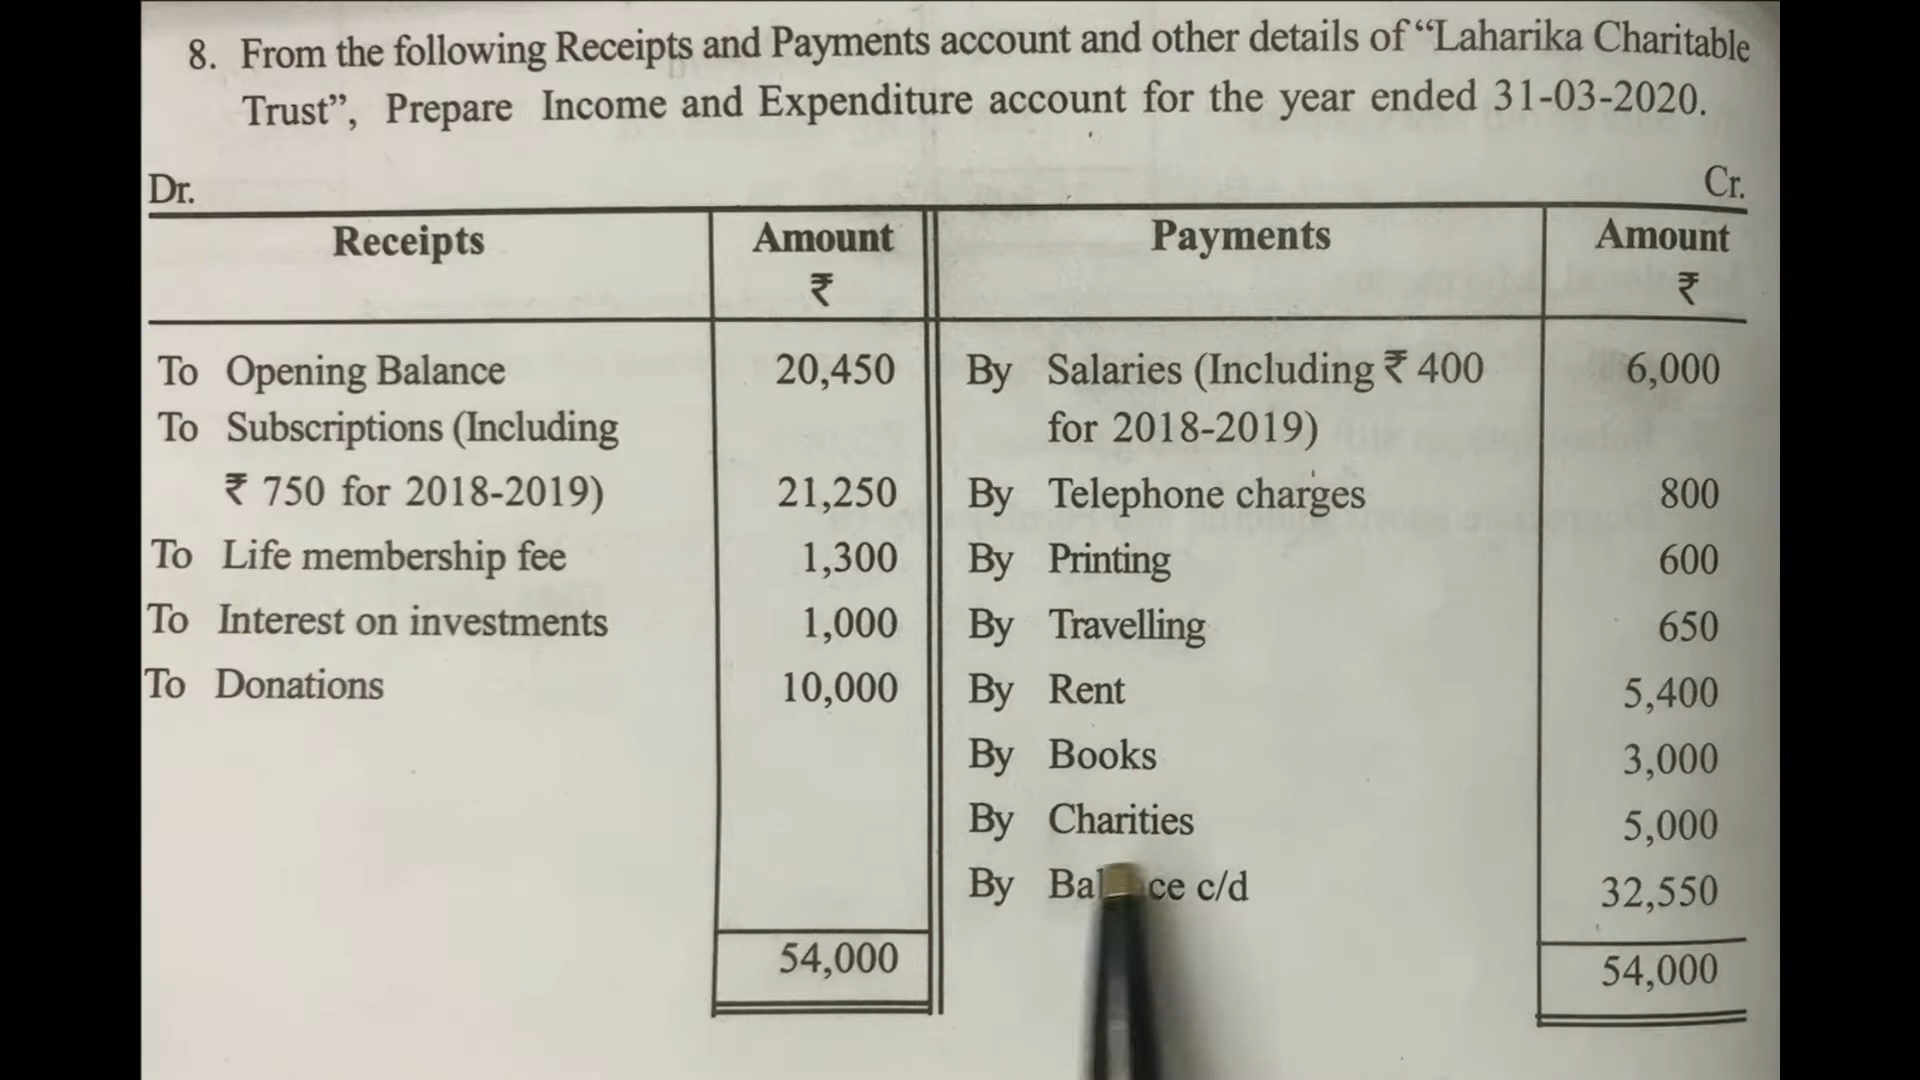 8. From the following Receipts and Payments account and other details of “Laharika Charitable
Trust”, Prepare Income and Expenditure account for the year ended 31-03-2020.
Dr. Cr.
Receipts Amount Payments Amount
₹ ₹
To Opening Balance 20,450 By Salaries (Including ₹ 400 6,000
To Subscriptions (Including for 2018-2019)
₹ 750 for 2018-2019) 21,250 By Telephone charges 800
To Life membership fee 1,300 By Printing 600
To Interest on investments 1,000 By Travelling 650
To Donations 10,000 By Rent 5,400
By Books 3,000
By Charities 5,000
By Balance c/d 32,550
54,000 54,000